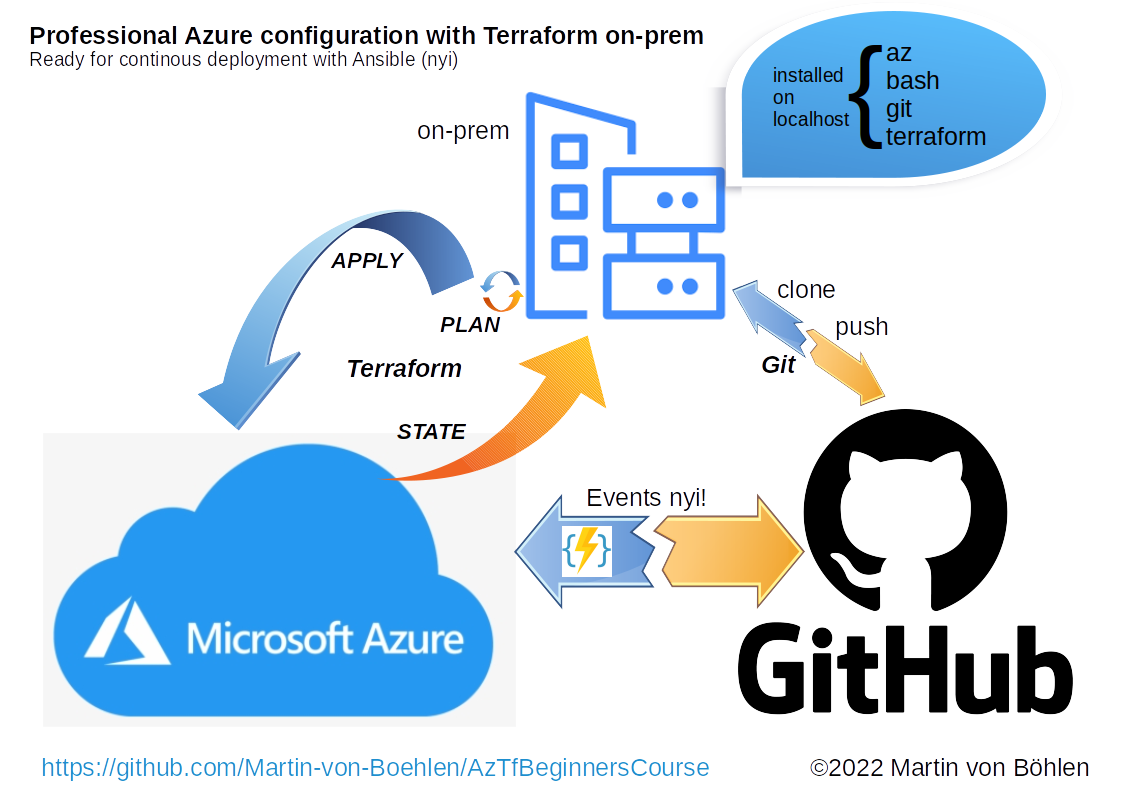 Professional Azure configuration with Terraform on-prem
Ready for continous deployment with Ansible (nyi)
installed
on
localhost
{
az
bash
git
terraform
on-prem
APPLY
PLAN
Terraform
STATE
clone
push
Git
Events nyi!
{ }
Microsoft Azure
GitHub
https://github.com/Martin-von-Boehlen/AzTfBeginnersCourse
©2022 Martin von Böhlen